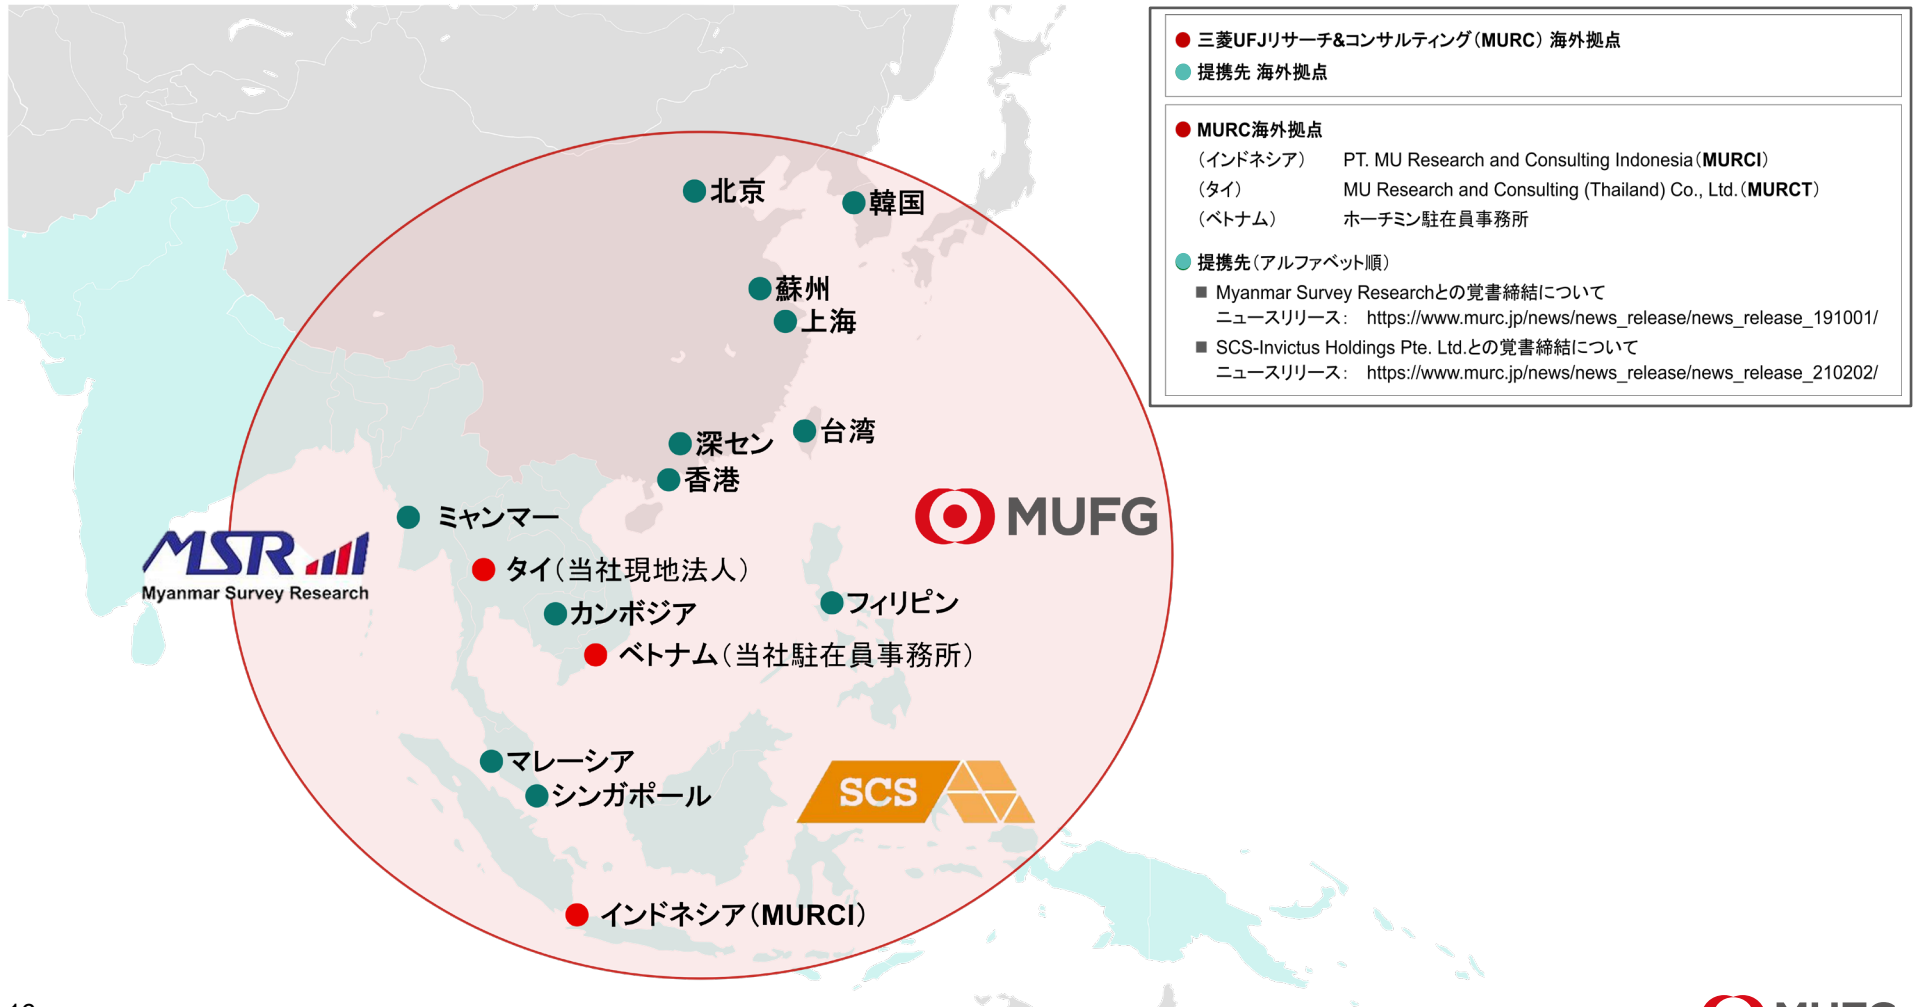 三菱UFJリサーチ&コンサルティング（MURC） 海外拠点
提携先 海外拠点
MURC海外拠点
（インドネシア） PT. MU Research and Consulting Indonesia（MURCI）
（タイ） MU Research and Consulting (Thailand) Co., Ltd.（MURCT）
（ベトナム） ホーチミン駐在員事務所
提携先（アルファベット順）
■ Myanmar Survey Researchとの覚書締結について
ニュースリリース： https://www.murc.jp/news/news_release/news_release_191001/
■ SCS-Invictus Holdings Pte. Ltd.との覚書締結について
ニュースリリース： https://www.murc.jp/news/news_release/news_release_210202/
北京
韓国
蘇州
上海
台湾
深セン
香港
MUFG
ミャンマー
MSR
Myanmar Survey Research
タイ（当社現地法人）
カンボジア
フィリピン
ベトナム（当社駐在員事務所）
マレーシア
シンガポール
SCS
インドネシア（MURCI）
MUFG